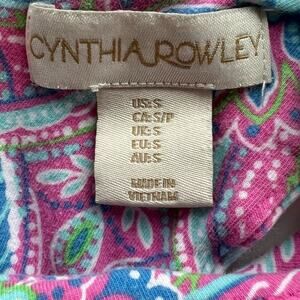 CYNTHIA ROWLEY
US: S
CA: S/P
UK: S
EU: S
AU: S
MADE IN
VIETNAM